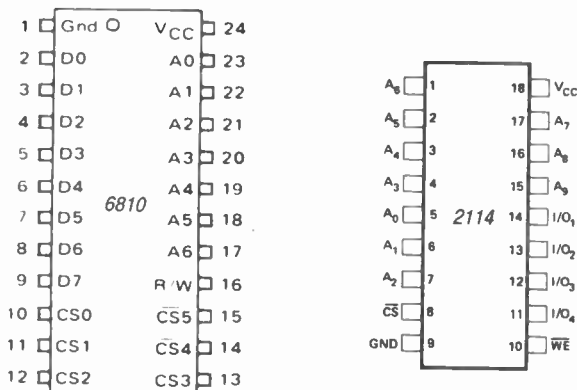 1 Gnd VCC 24
2 D0 A0 23
3 D1 A1 22
4 D2 A2 21
5 D3 A3 20
6 D4 A4 19
7 D5 A5 18
8 D6 A6 17
9 D7 R/W 16
10 CS0 C̅S̅5 15
11 CS1 C̅S̅4 14
12 CS2 CS3 13
6810
A₆ 1 18 VCC
A₅ 2 17 A₇
A₄ 3 16 A₈
A₃ 4 15 A₉
A₀ 5 14 I/O₁
A₁ 6 13 I/O₂
A₂ 7 12 I/O₃
C̅S̅ 8 11 I/O₄
GND 9 10 W̅E̅
2114